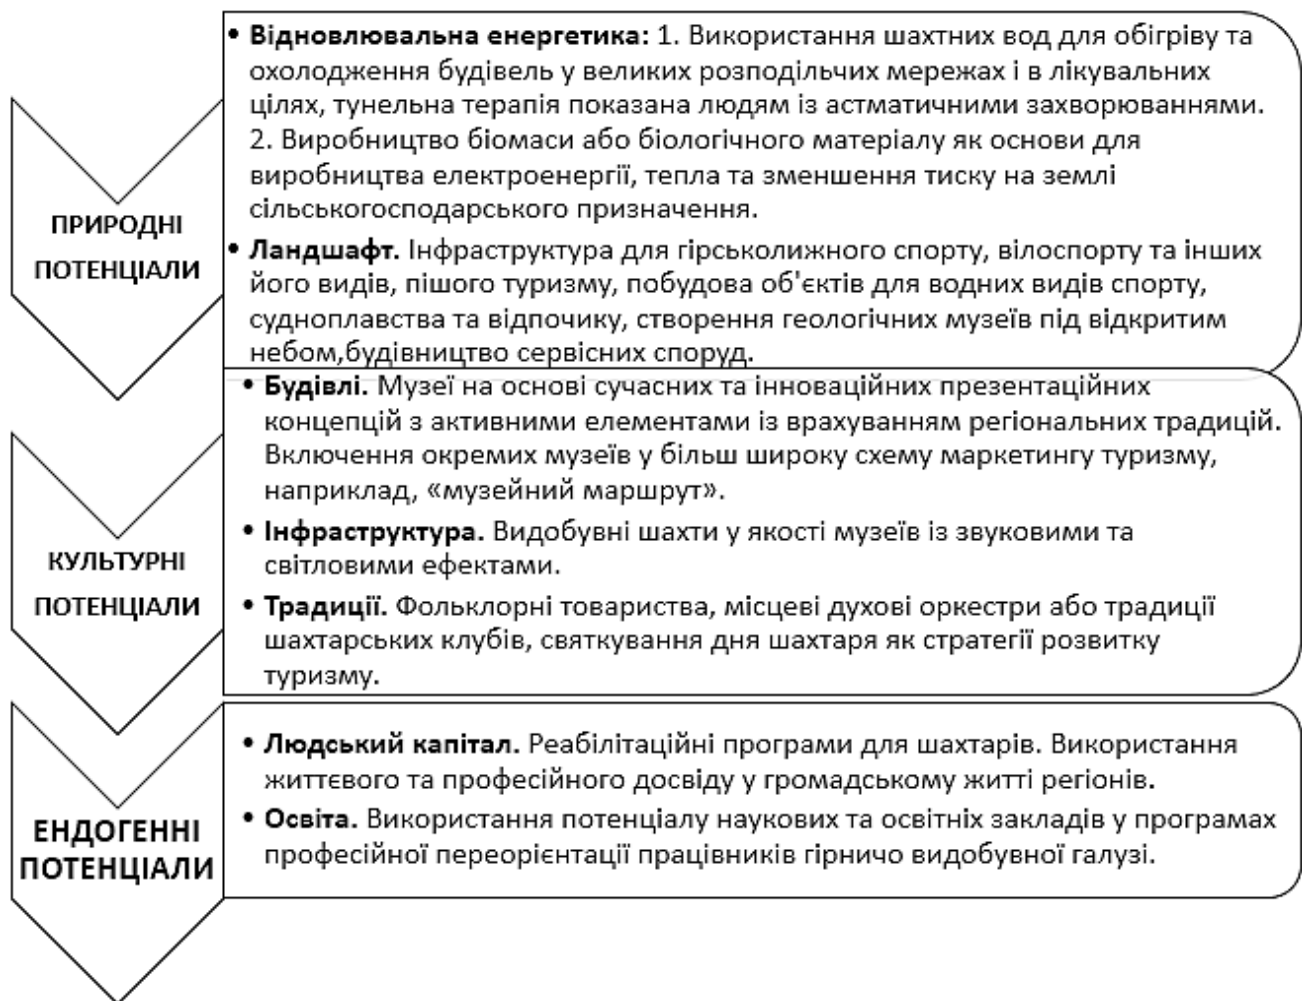 • Відновлювальна енергетика: 1. Використання шахтних вод для обігріву та
охолодження будівель у великих розподільчих мережах і в лікувальних
цілях, тунельна терапія показана людям із астматичними захворюваннями.
2. Виробництво біомаси або біологічного матеріалу як основи для
виробництва електроенергії, тепла та зменшення тиску на землі
сільськогосподарського призначення.
ПРИРОДНІ
ПОТЕНЦІАЛИ
• Ландшафт. Інфраструктура для гірськолижного спорту, вілоспорту та інших
його видів, пішого туризму, побудова об'єктів для водних видів спорту,
судноплавства та відпочику, створення геологічних музеїв під відкритим
небом,будівництво сервісних споруд.
• Будівлі. Музеї на основі сучасних та інноваційних презентаційних
концепцій з активними елементами із врахуванням регіональних традицій.
Включення окремих музеїв у більш широку схему маркетингу туризму,
наприклад, «музейний маршрут».
КУЛЬТУРНІ
ПОТЕНЦІАЛИ
• Інфраструктура. Видобувні шахти у якості музеїв із звуковими та
світловими ефектами.
• Традиції. Фольклорні товариства, місцеві духові оркестри або традиції
шахтарських клубів, святкування дня шахтаря як стратегії розвитку
туризму.
ЕНДОГЕННІ
ПОТЕНЦІАЛИ
• Людський капітал. Реабілітаційні програми для шахтарів. Використання
життєвого та професійного досвіду у громадському житті регіонів.
• Освіта. Використання потенціалу наукових та освітніх закладів у програмах
професійної переорієнтації працівників гірничо видобувної галузі.